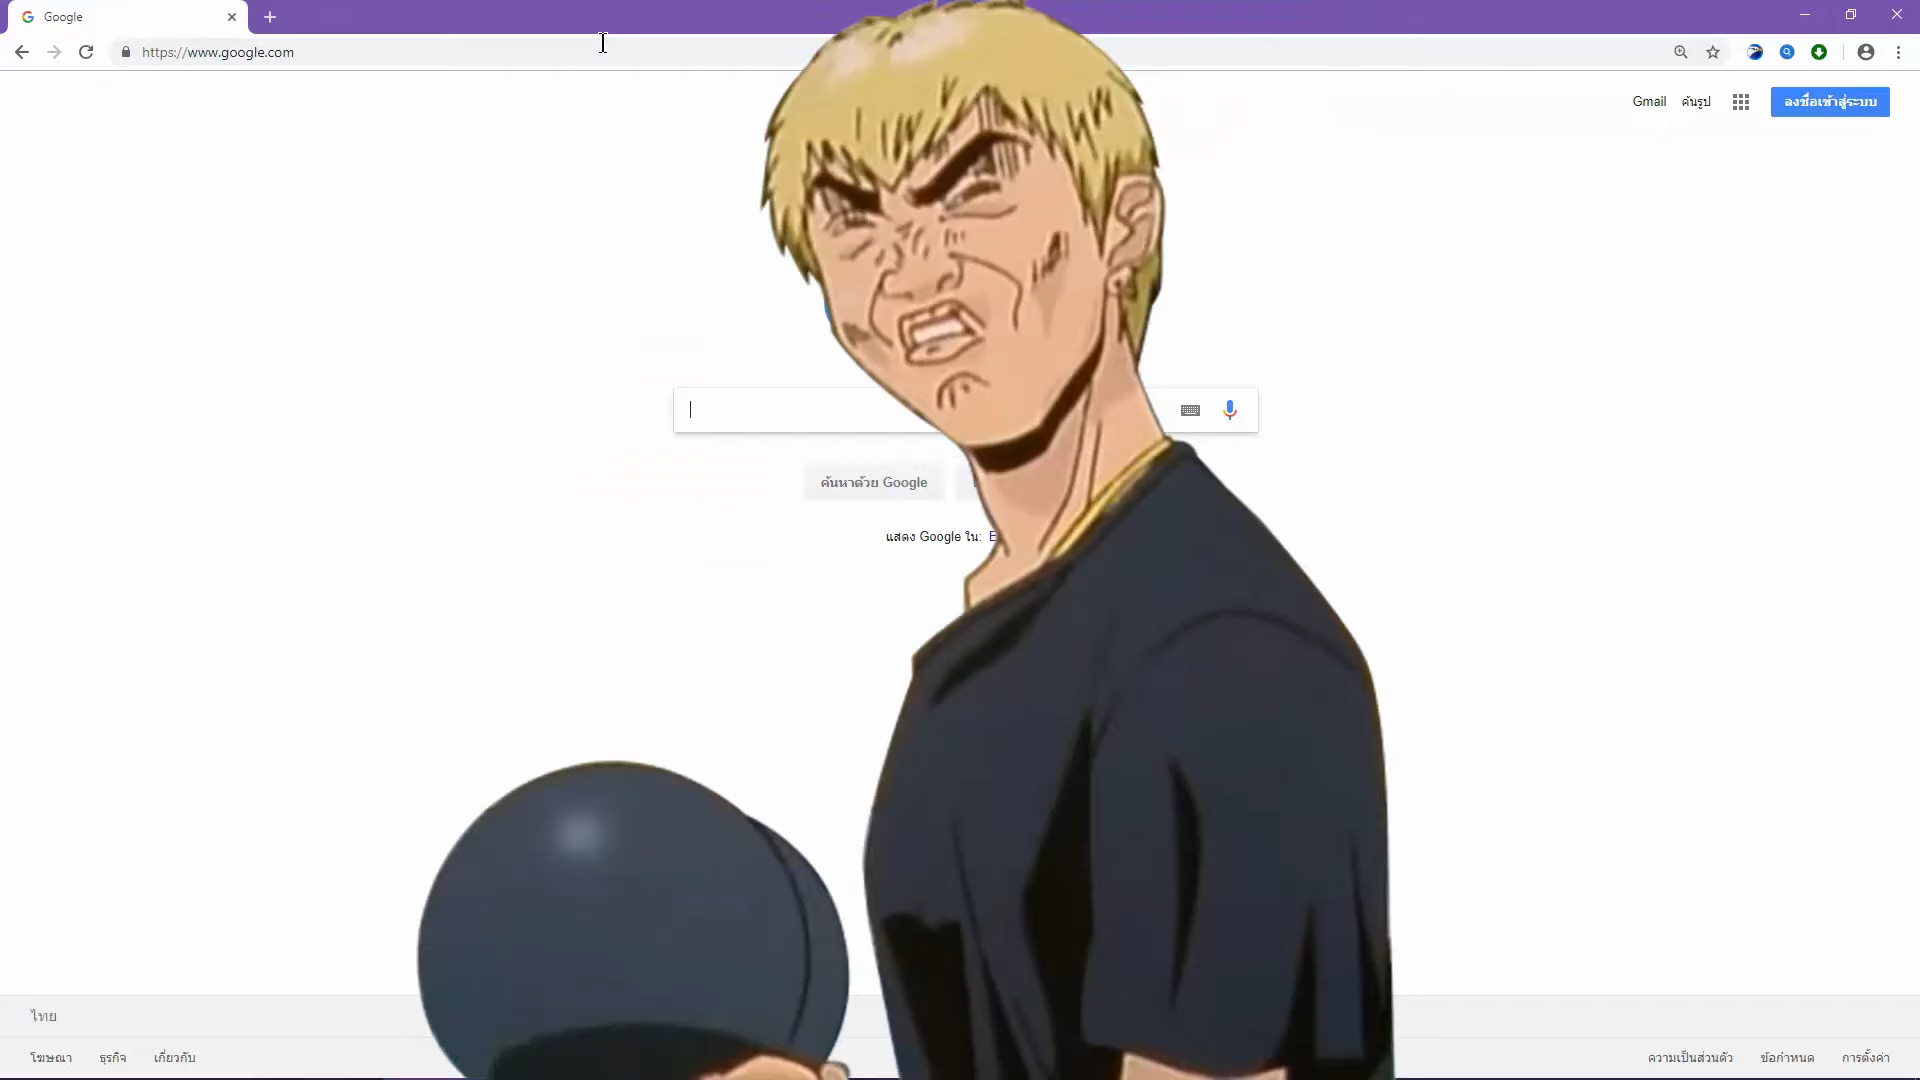 Google
https://www.google.com
Gmail ค้นรูป ลงชื่อเข้าสู่ระบบ
ค้นหาด้วย Google
แสดง Google ใน:
ไทย
โฆษณา ธุรกิจ เกี่ยวกับ ความเป็นส่วนตัว ข้อกำหนด การตั้งค่า